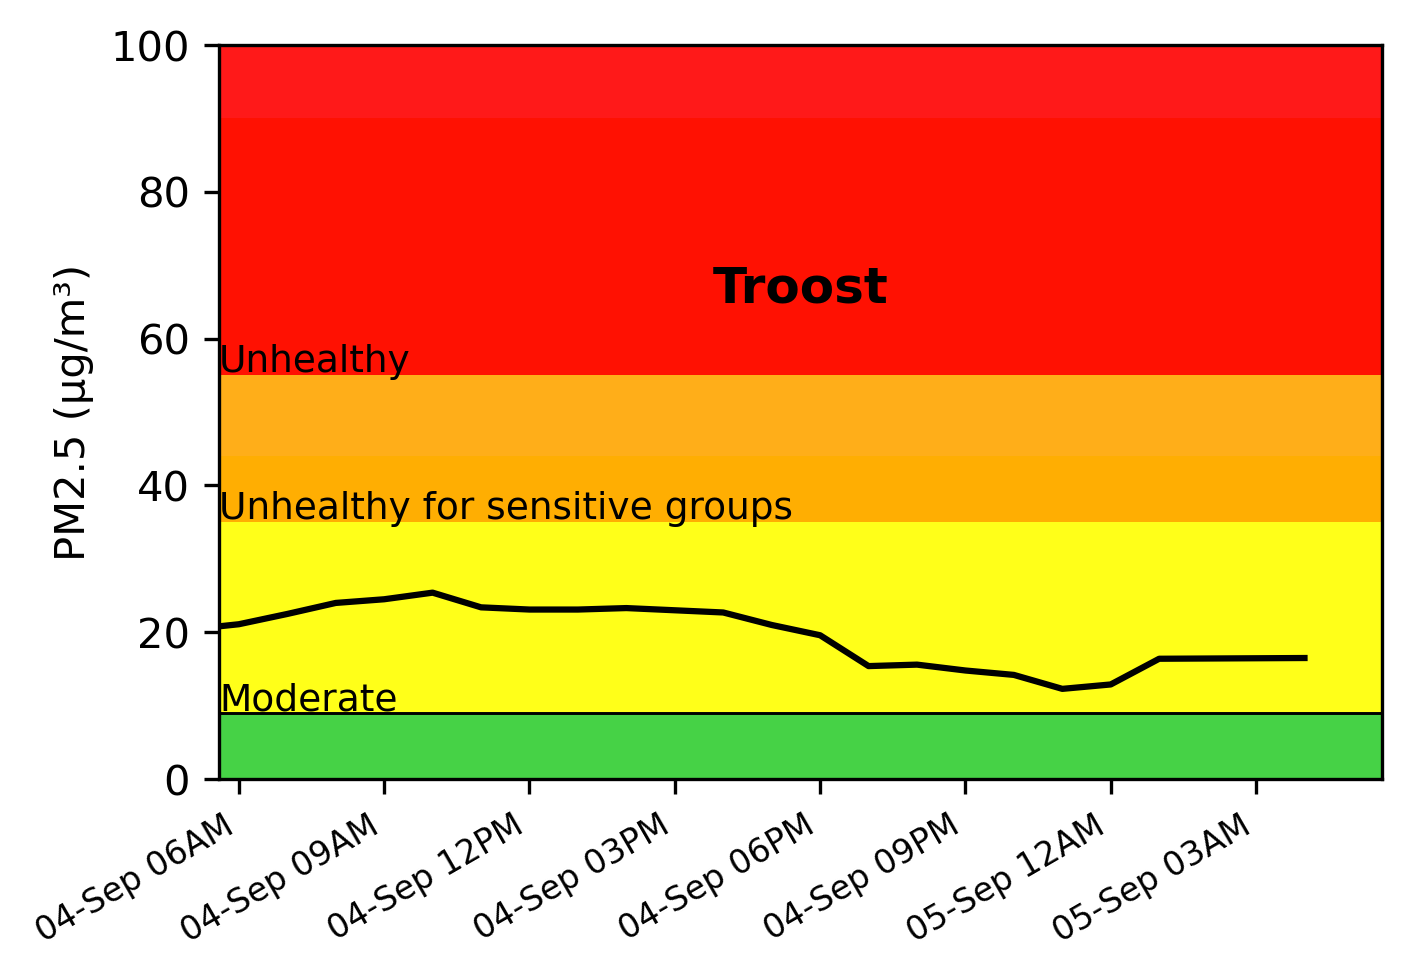 100
80
60
40
20
0
PM2.5 (µg/m³)
Troost
Unhealthy
Unhealthy for sensitive groups
Moderate
04-Sep 06AM
04-Sep 09AM
04-Sep 12PM
04-Sep 03PM
04-Sep 06PM
04-Sep 09PM
05-Sep 12AM
05-Sep 03AM